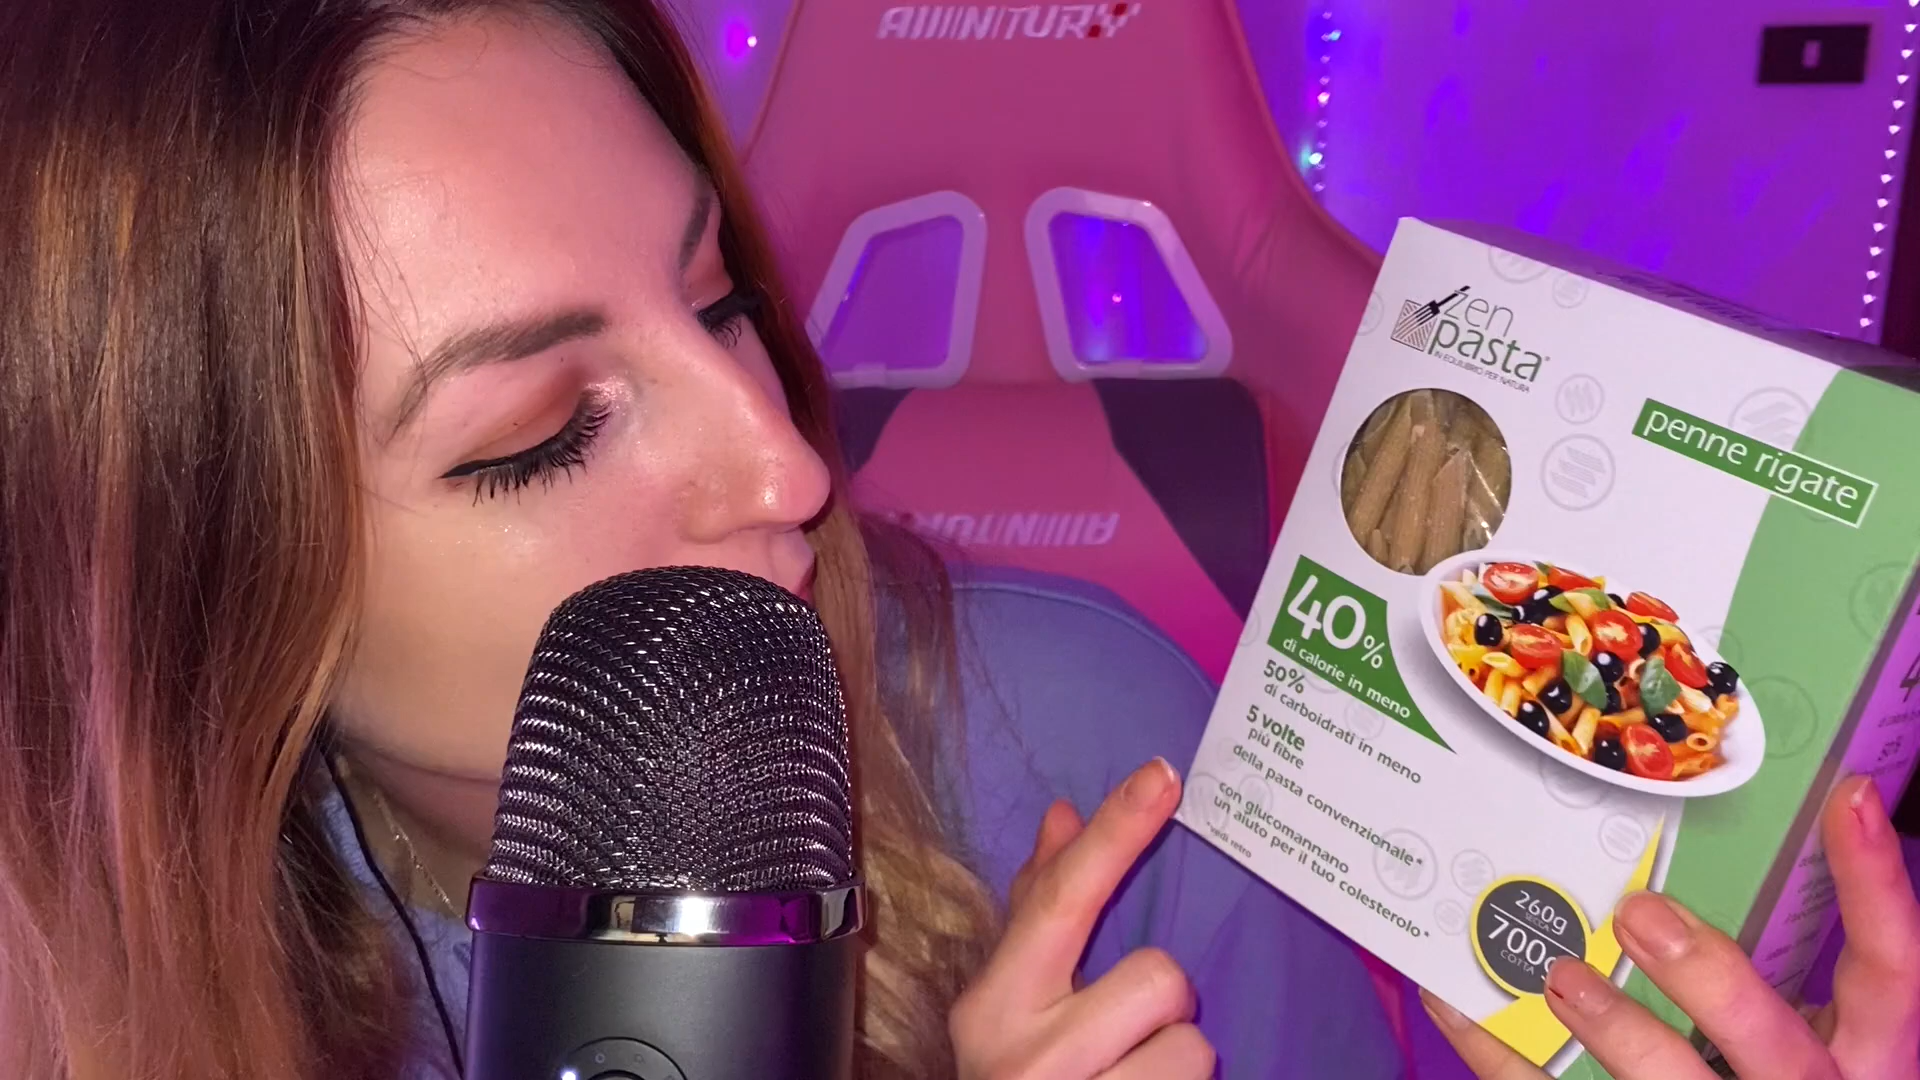 zen
pasta®
IN EQUILIBRIO PER NATURA
penne rigate
40%
di calorie in meno
50%
di carboidrati in meno
5 volte
più fibre
della pasta convenzionale*
con glucomannano
un aiuto per il tuo colesterolo*
*vedi retro
260g
SECCA
700g
COTTA